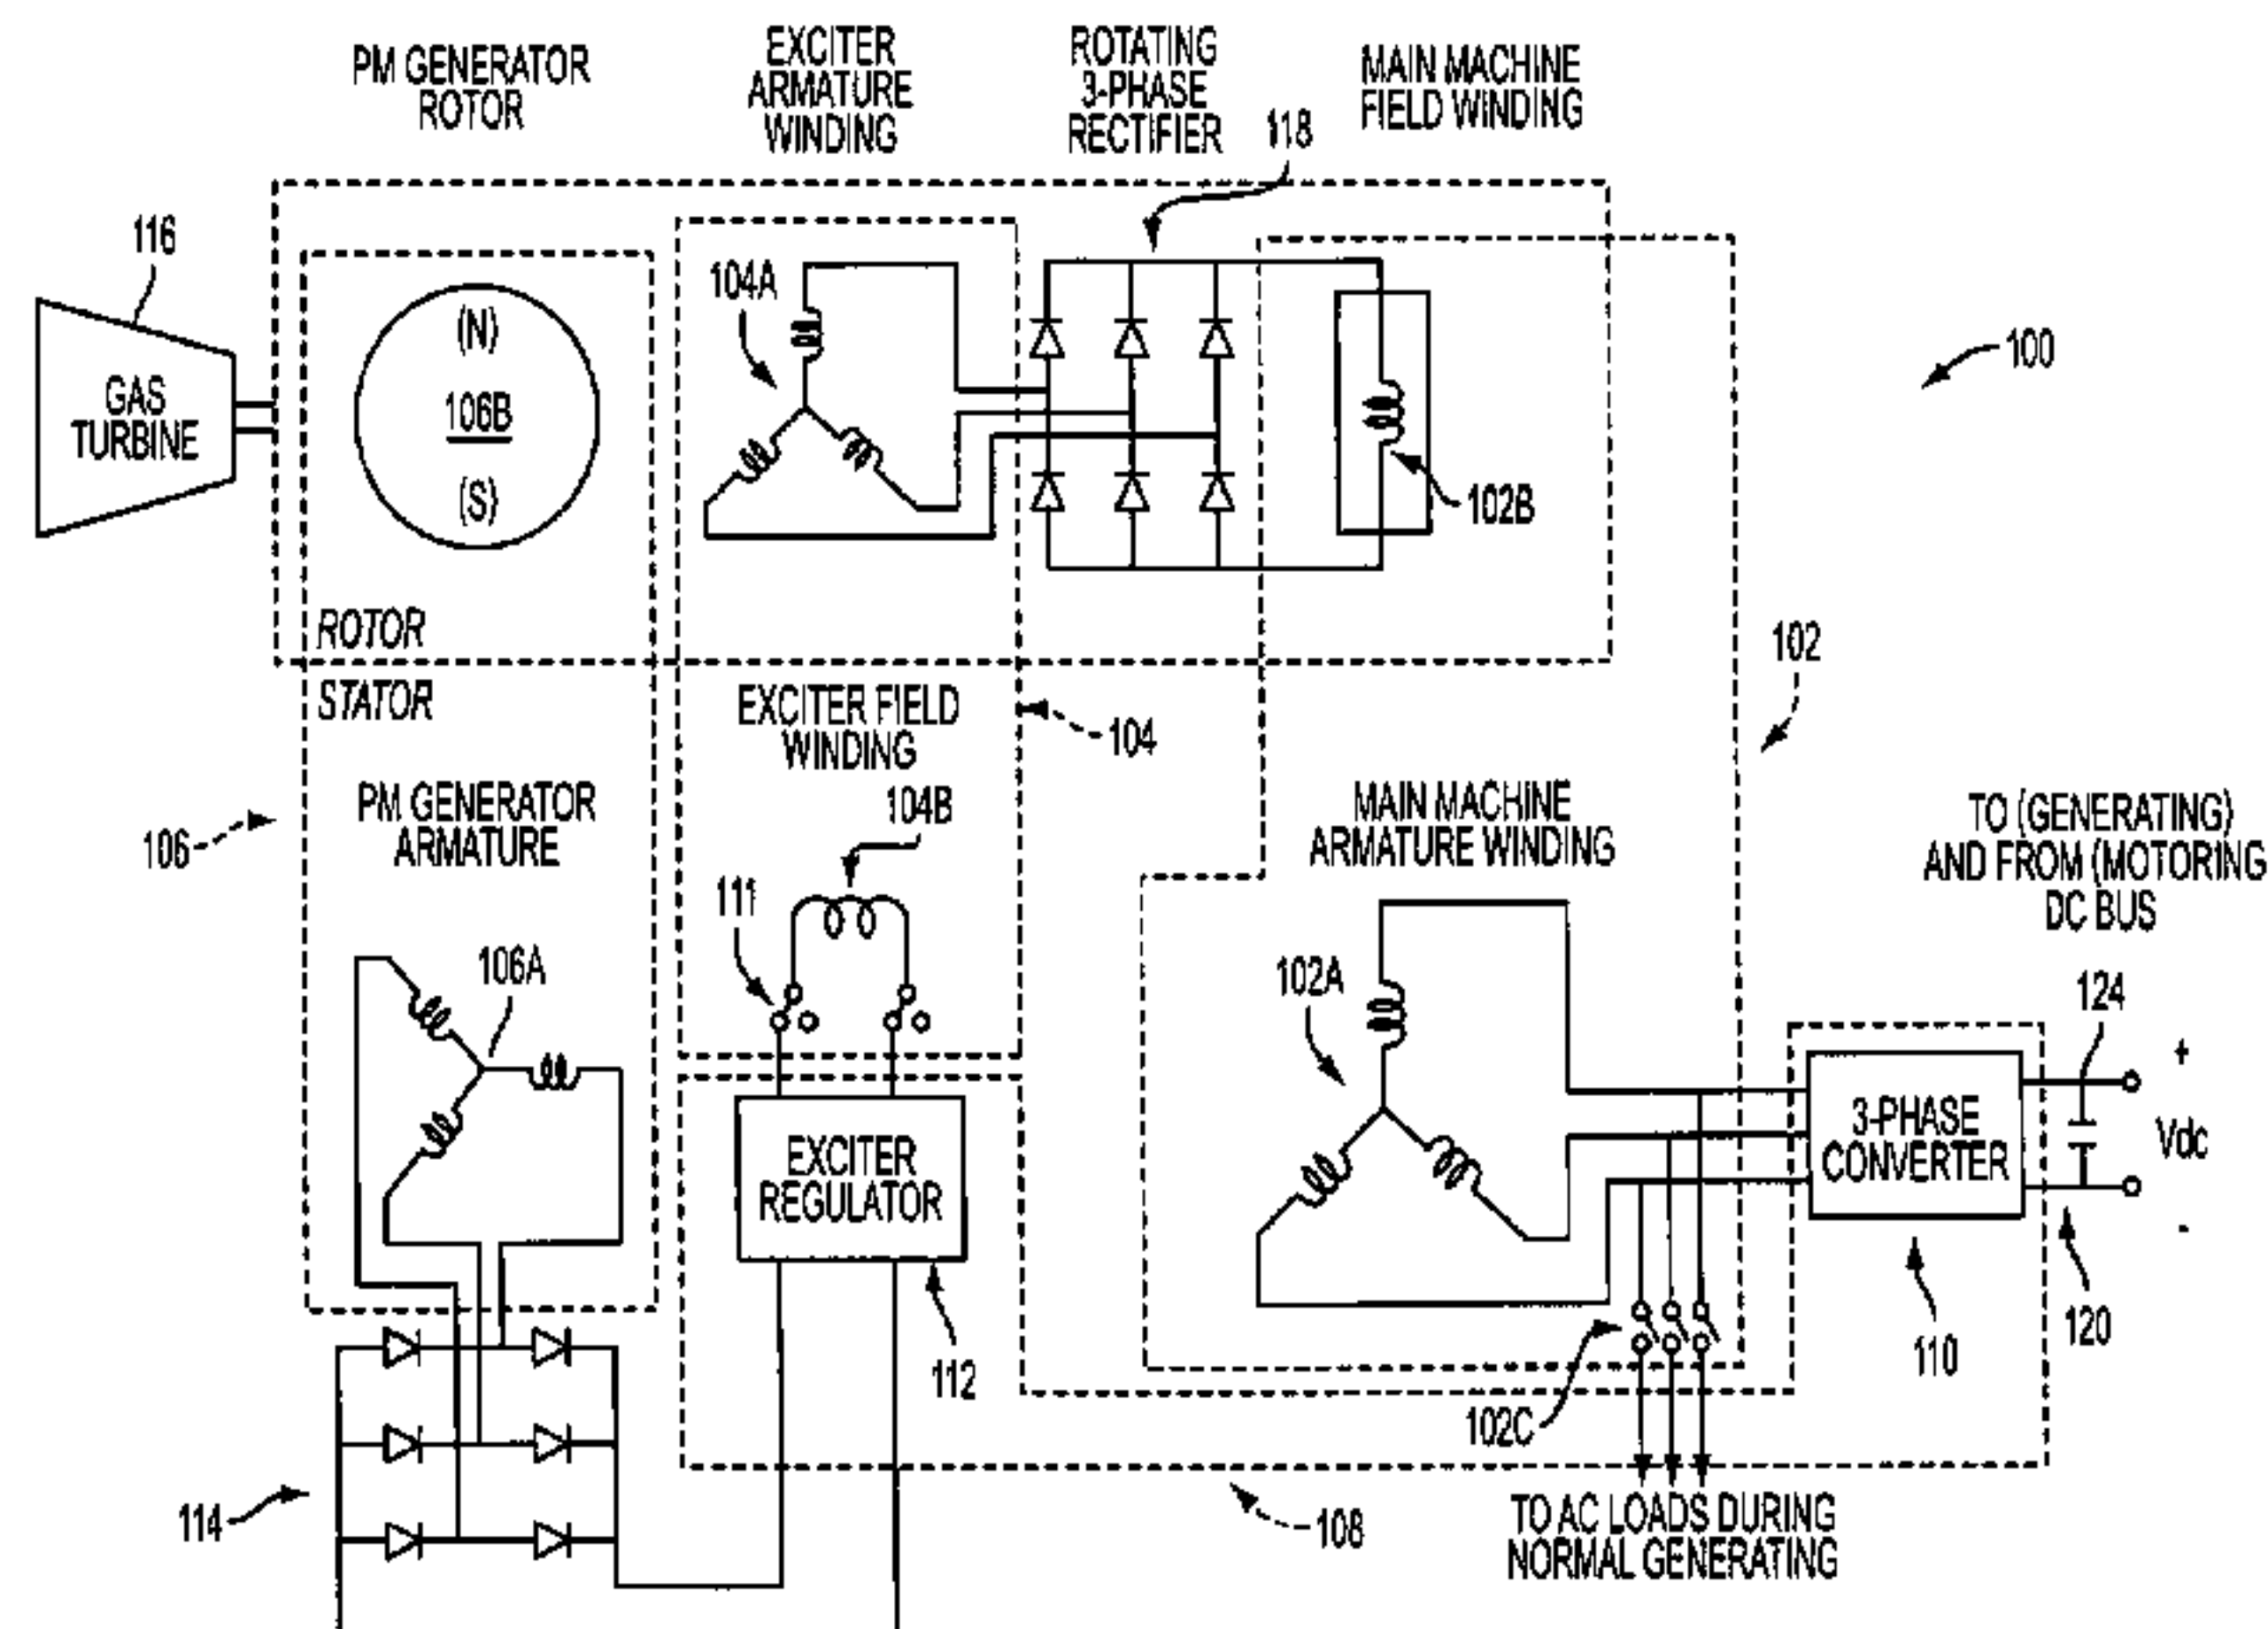 PM GENERATOR
ROTOR
EXCITER
ARMATURE
WINDING
ROTATING
3-PHASE
RECTIFIER
118
MAIN MACHINE
FIELD WINDING
116
GAS
TURBINE
(N)
106B
(S)
104A
102B
100
ROTOR
STATOR
EXCITER FIELD
WINDING
104
102
106
PM GENERATOR
ARMATURE
104B
111
106A
MAIN MACHINE
ARMATURE WINDING
102A
TO (GENERATING)
AND FROM (MOTORING
DC BUS
124
+
Vdc
-
3-PHASE
CONVERTER
120
110
EXCITER
REGULATOR
112
102C
114
108
TO AC LOADS DURING
NORMAL GENERATING